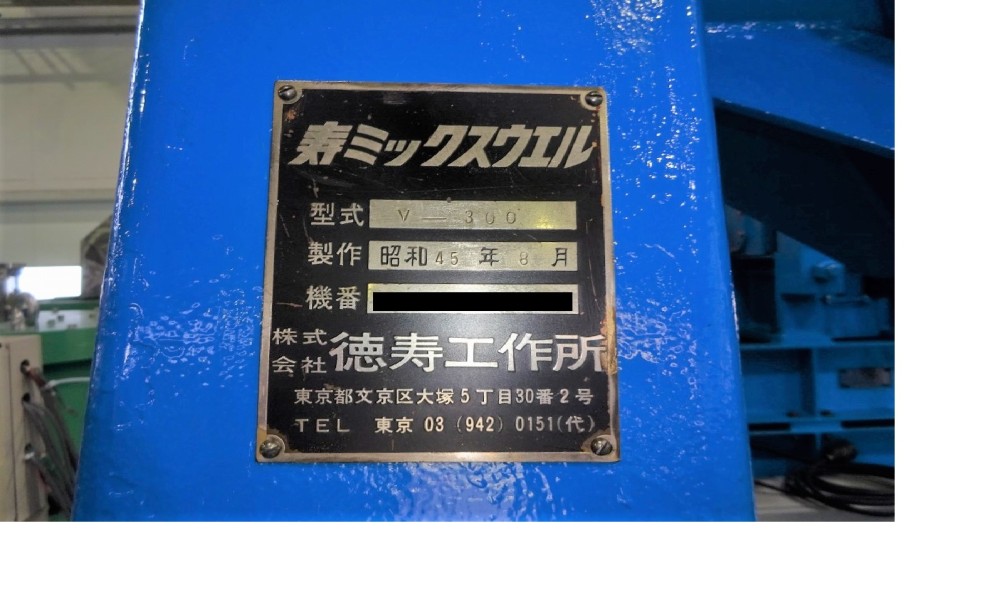 寿ミックスウエル
型式 V-300
製作 昭和45年8月
機番
株式会社 徳寿工作所
東京都文京区大塚5丁目30番2号
TEL 東京 03 (942) 0151(代)